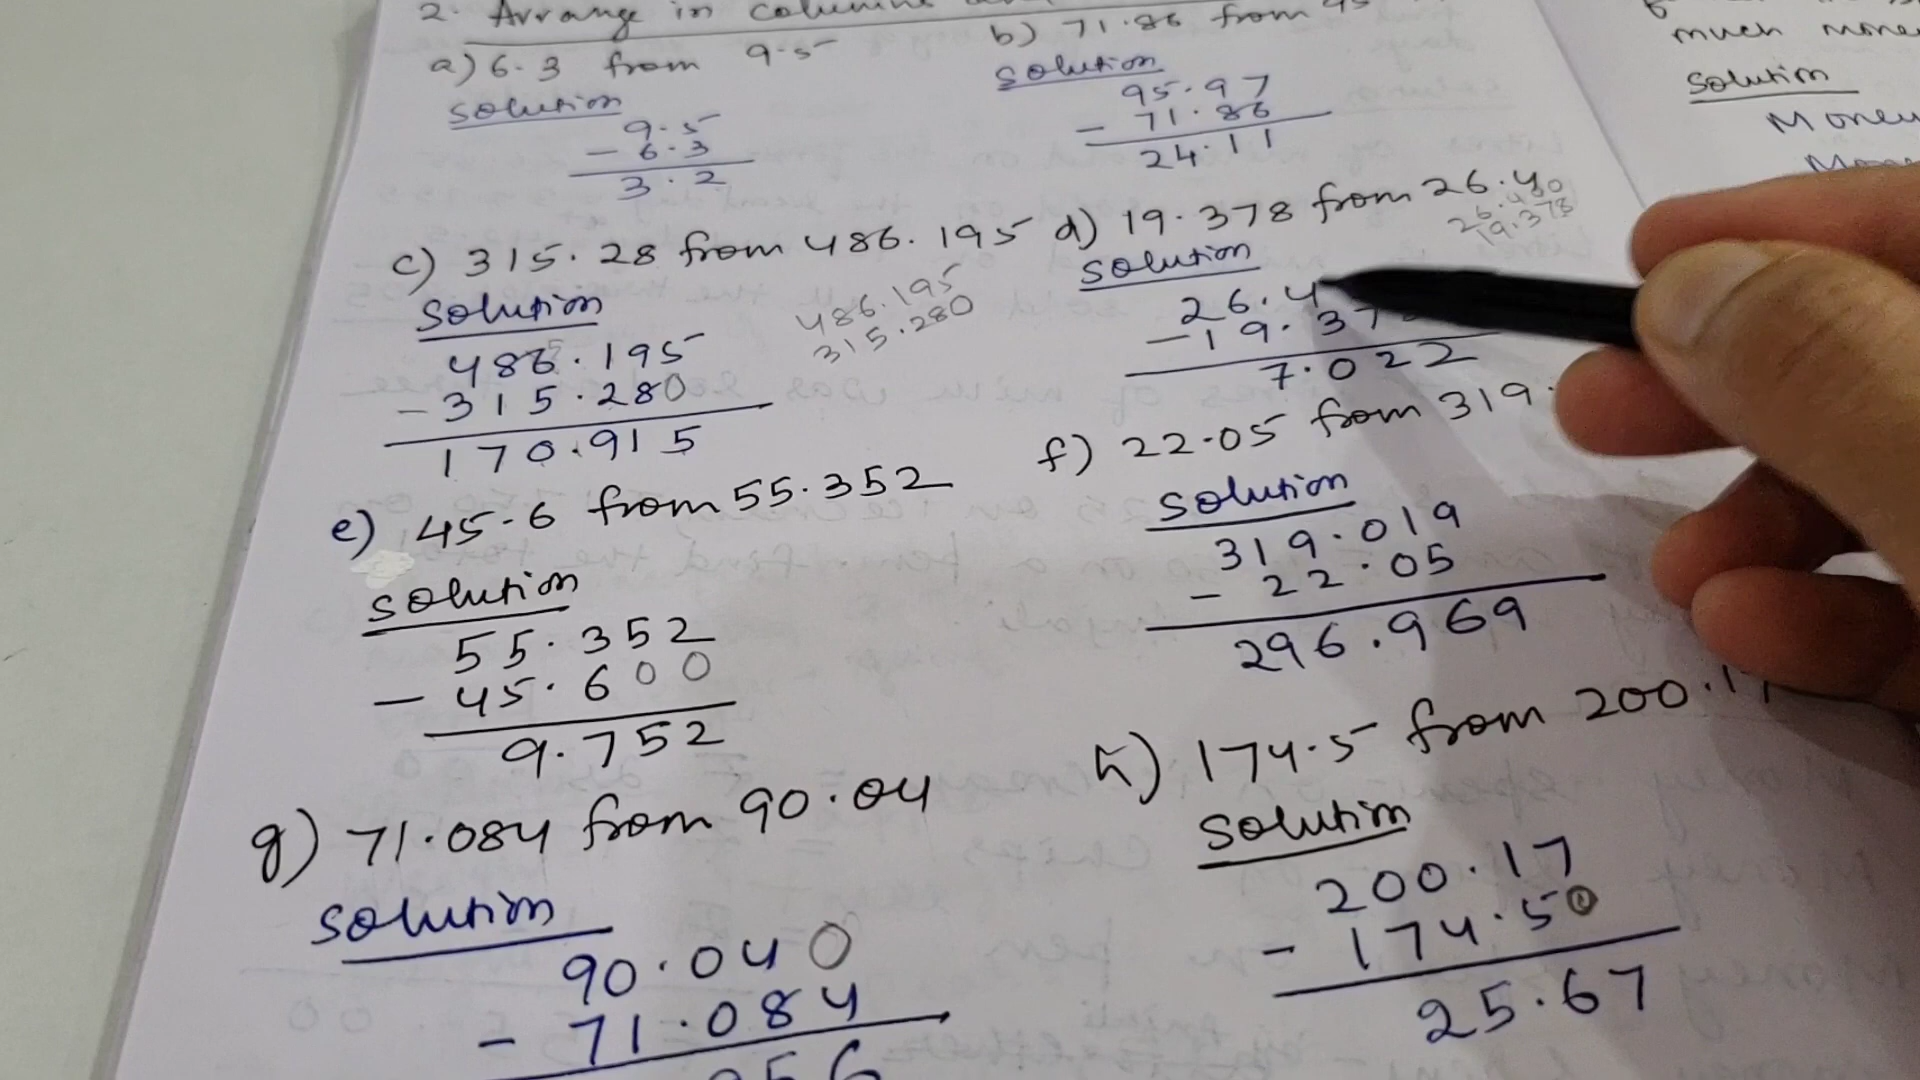 2. Arrange in columns
a) 6.3 from 9.5
b) 71.86 from
solution
9.5
- 6.3
3.2
solution
95.97
- 71.86
24.11
c) 315.28 from 486.195
d) 19.378 from 26.40
26.400
19.378
solution
486.195
- 315.280
170.915
486.195
315.280
solution
26.4
- 19.37
7.022
e) 45.6 from 55.352
f) 22.05 from 319.
solution
55.352
- 45.600
9.752
solution
319.019
- 22.05
296.969
g) 71.084 from 90.04
h) 174.5 from 200.17
solution
90.040
- 71.084
956
solution
200.17
- 174.50
25.67
much
solution